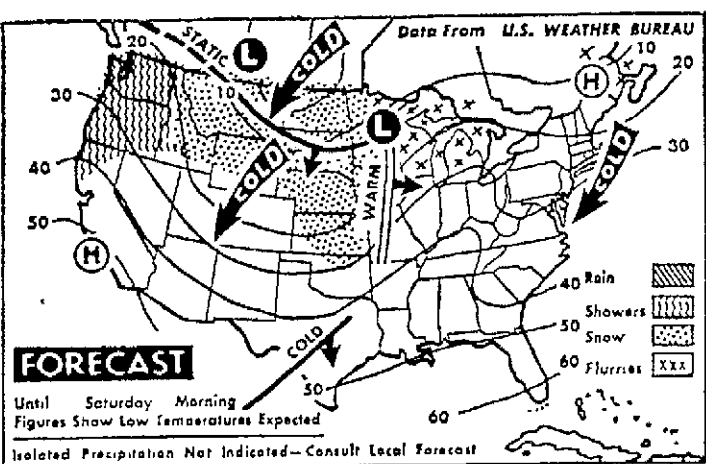 Data From U.S. WEATHER BUREAU
20
STATIC
L
COLD
10
H
10
20
30
L
COLD
WARM
COLD
30
40
50
H
40
Rain
Showers
50
Snow
60
Flurries
COLD
50
60
FORECAST
Until Saturday Morning
Figures Show Low Temperatures Expected
Isolated Precipitation Not Indicated—Consult Local Forecast